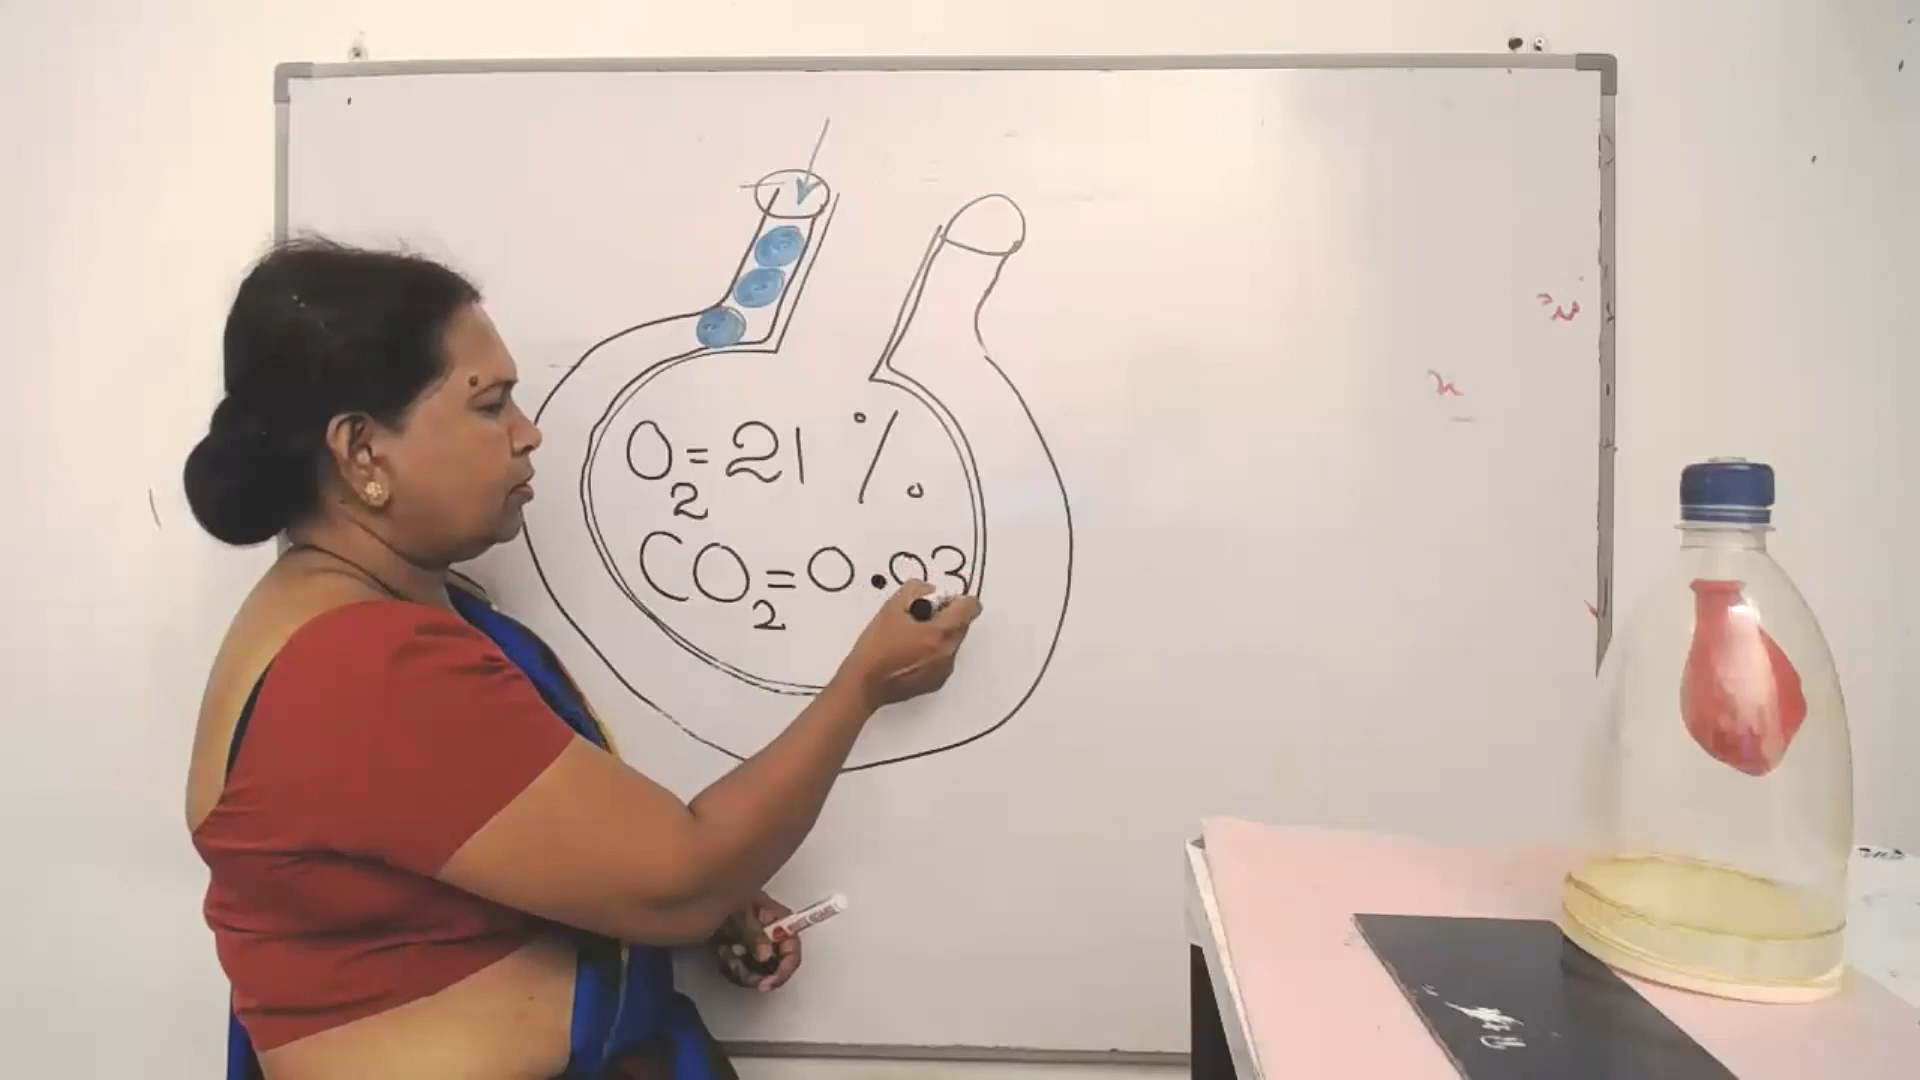 O2 = 21 %
CO2 = 0.03